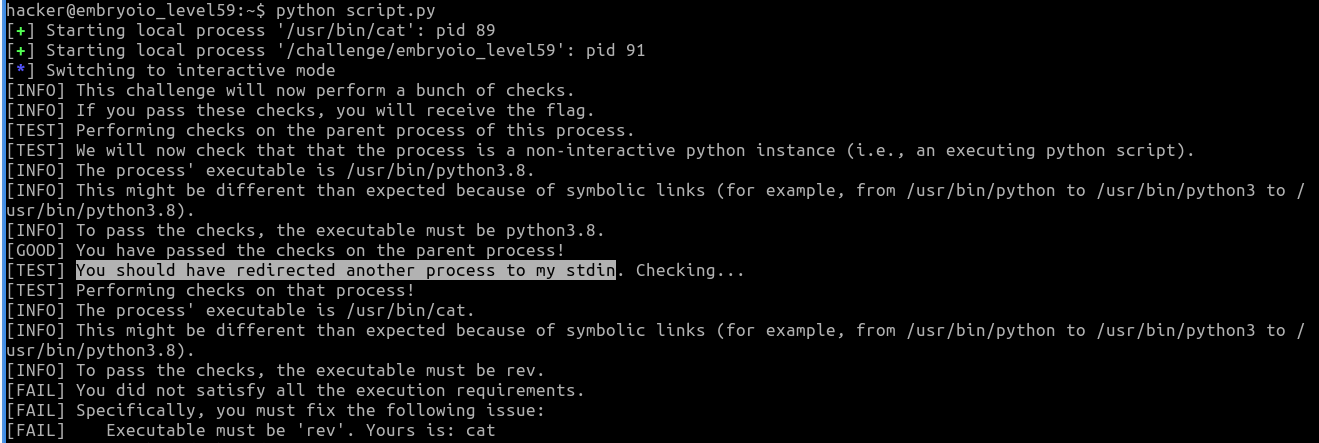 hacker@embryoio_level59:~$ python script.py
[+] Starting local process '/usr/bin/cat': pid 89
[+] Starting local process '/challenge/embryoio_level59': pid 91
[*] Switching to interactive mode
[INFO] This challenge will now perform a bunch of checks.
[INFO] If you pass these checks, you will receive the flag.
[TEST] Performing checks on the parent process of this process.
[TEST] We will now check that that the process is a non-interactive python instance (i.e., an executing python script).
[INFO] The process' executable is /usr/bin/python3.8.
[INFO] This might be different than expected because of symbolic links (for example, from /usr/bin/python to /usr/bin/python3 to /
usr/bin/python3.8).
[INFO] To pass the checks, the executable must be python3.8.
[GOOD] You have passed the checks on the parent process!
[TEST] You should have redirected another process to my stdin. Checking...
[TEST] Performing checks on that process!
[INFO] The process' executable is /usr/bin/cat.
[INFO] This might be different than expected because of symbolic links (for example, from /usr/bin/python to /usr/bin/python3 to /
usr/bin/python3.8).
[INFO] To pass the checks, the executable must be rev.
[FAIL] You did not satisfy all the execution requirements.
[FAIL] Specifically, you must fix the following issue:
[FAIL]    Executable must be 'rev'. Yours is: cat